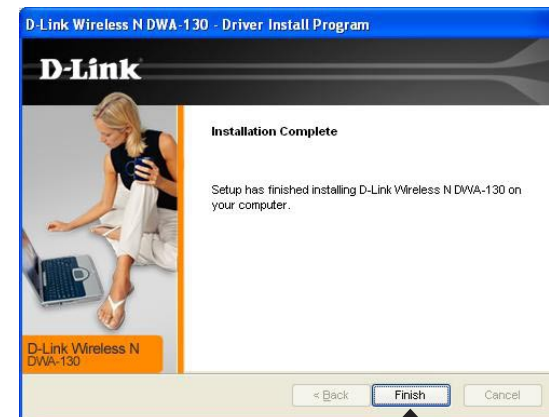 D-Link Wireless N DWA-130 - Driver Install Program
D-Link
Installation Complete
Setup has finished installing D-Link Wireless N DWA-130 on
your computer.
D-Link Wireless N
DWA-130
< Back
Finish
Cancel